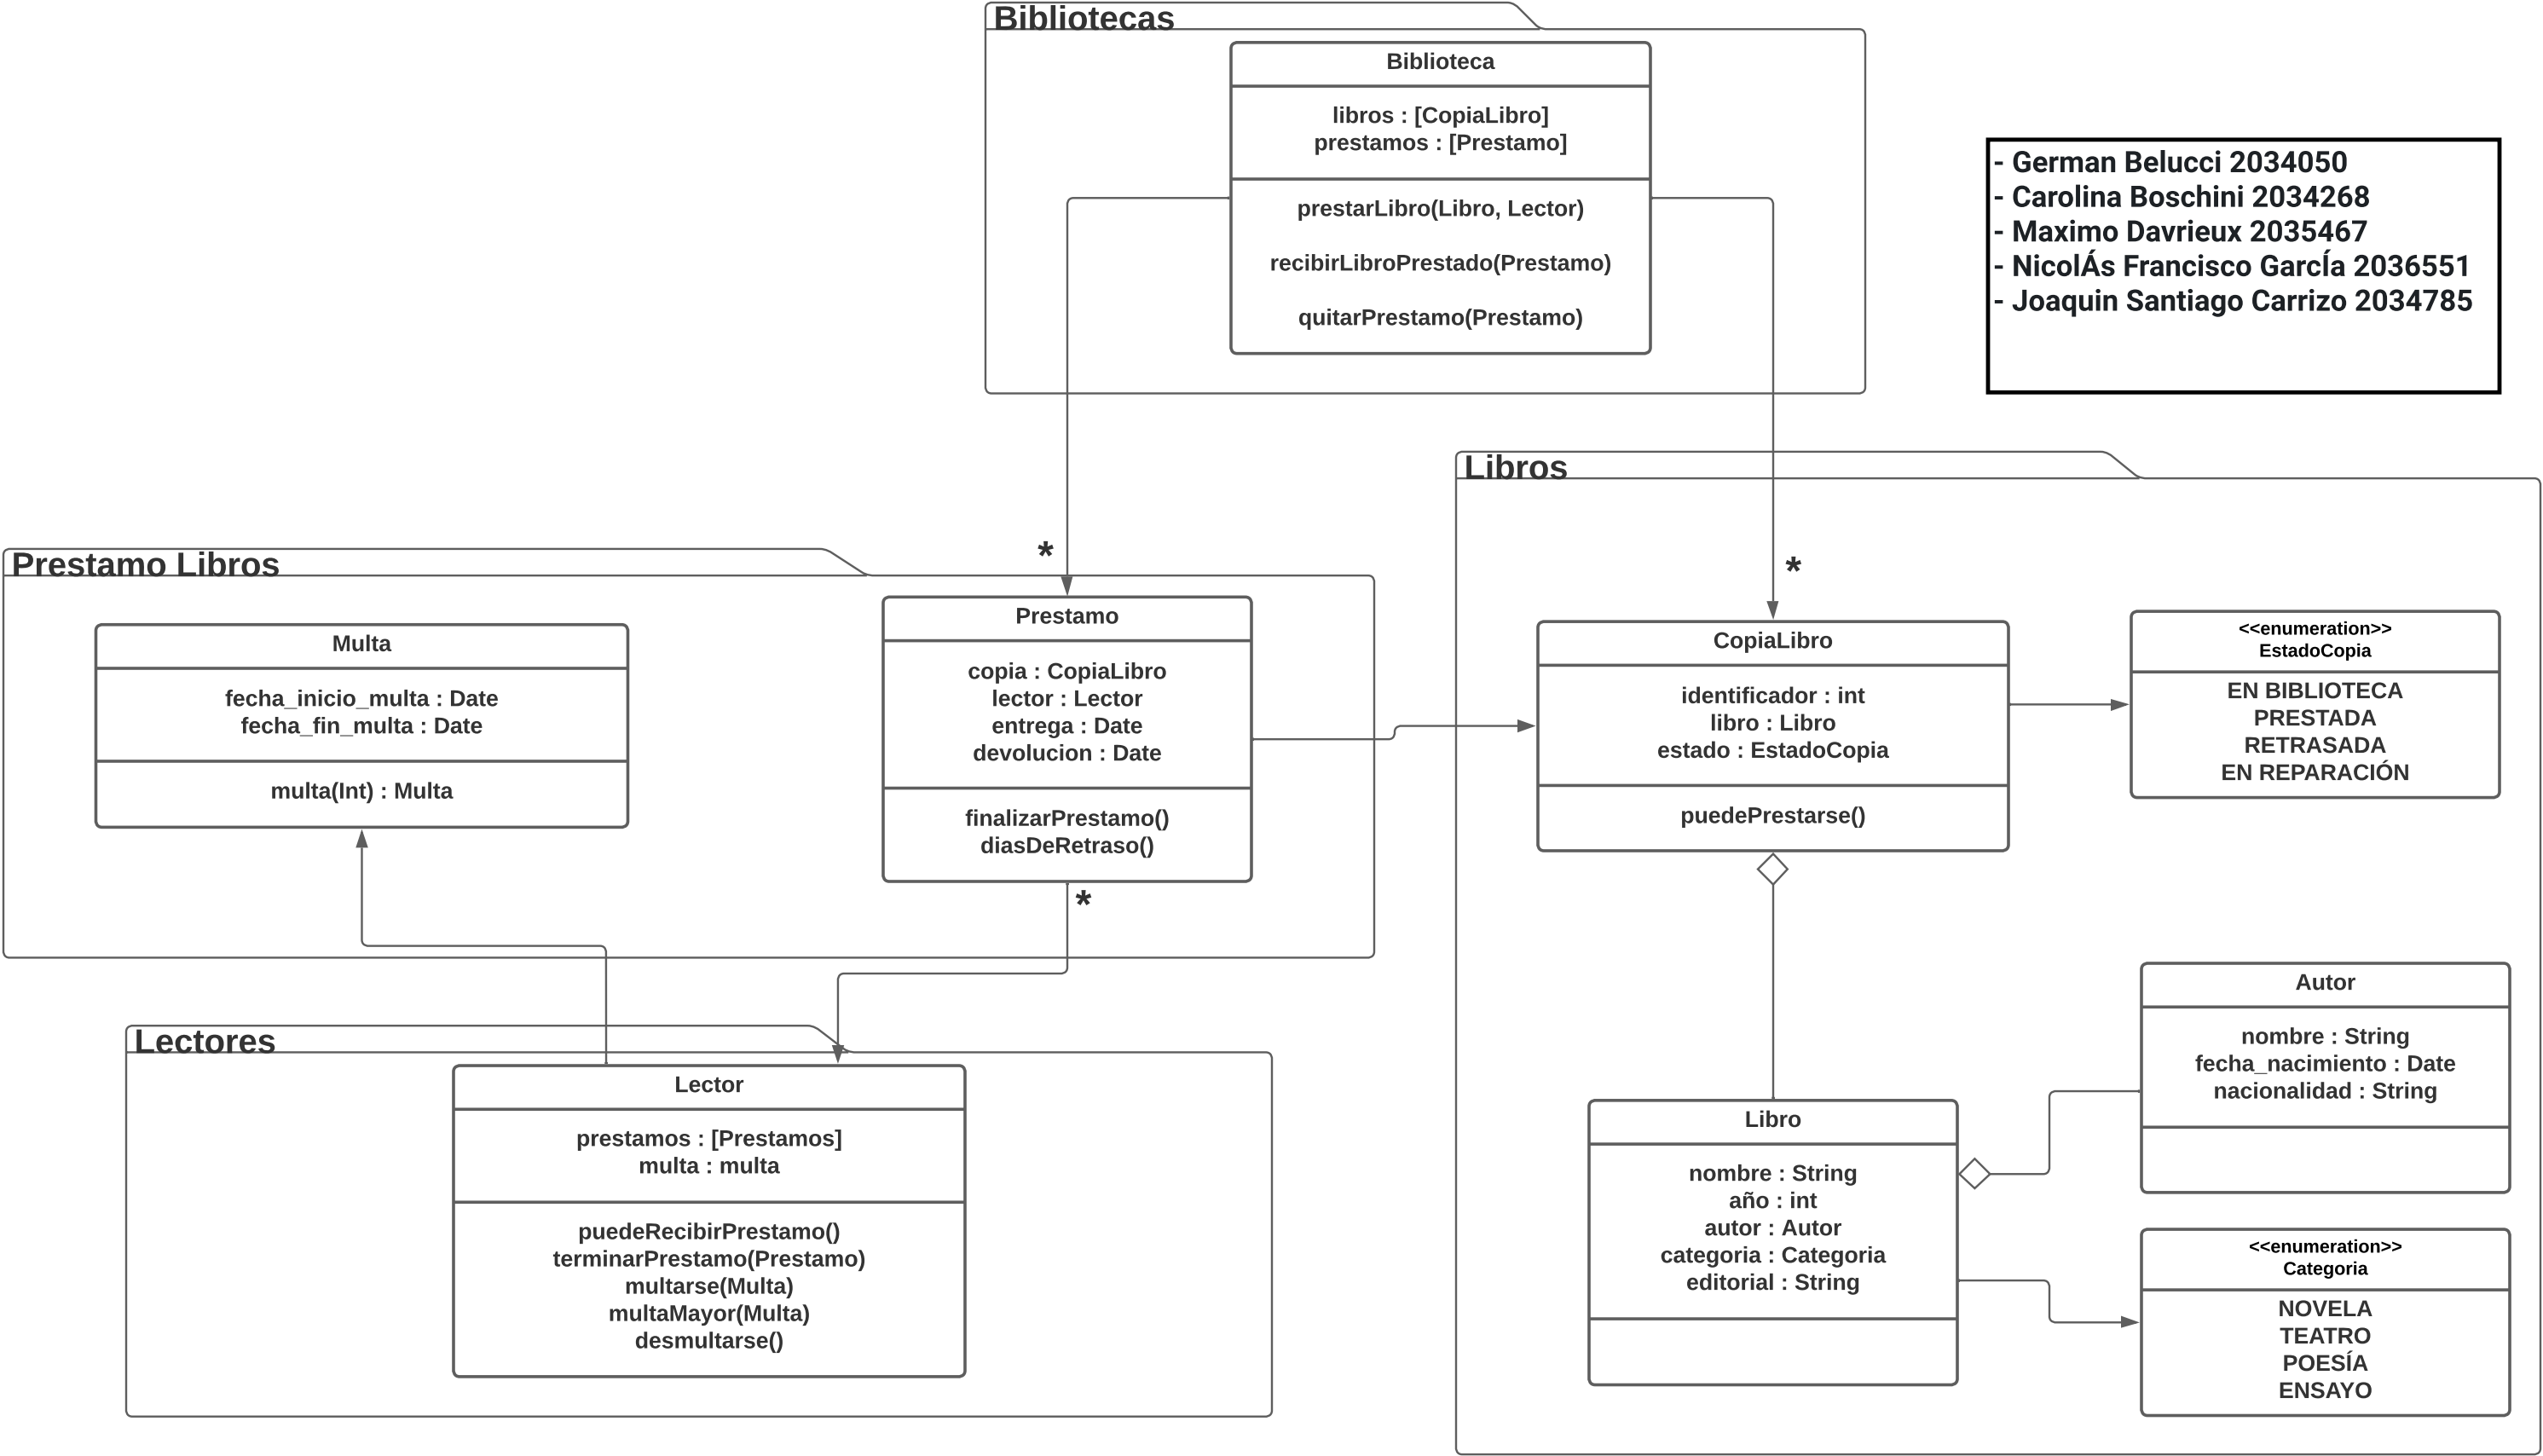 Bibliotecas
Biblioteca
libros : [CopiaLibro]
prestamos : [Prestamo]
prestarLibro(Libro, Lector)
recibirLibroPrestado(Prestamo)
quitarPrestamo(Prestamo)
- German Belucci 2034050
- Carolina Boschini 2034268
- Maximo Davrieux 2035467
- NicolÁs Francisco GarcÍa 2036551
- Joaquin Santiago Carrizo 2034785
*
*
Prestamo Libros
Multa
fecha_inicio_multa : Date
fecha_fin_multa : Date
multa(Int) : Multa
Prestamo
copia : CopiaLibro
lector : Lector
entrega : Date
devolucion : Date
finalizarPrestamo()
diasDeRetraso()
*
Libros
CopiaLibro
identificador : int
libro : Libro
estado : EstadoCopia
puedePrestarse()
<<enumeration>>
EstadoCopia
EN BIBLIOTECA
PRESTADA
RETRASADA
EN REPARACIÓN
Lectores
Lector
prestamos : [Prestamos]
multa : multa
puedeRecibirPrestamo()
terminarPrestamo(Prestamo)
multarse(Multa)
multaMayor(Multa)
desmultarse()
Libro
nombre : String
año : int
autor : Autor
categoria : Categoria
editorial : String
Autor
nombre : String
fecha_nacimiento : Date
nacionalidad : String
<<enumeration>>
Categoria
NOVELA
TEATRO
POESÍA
ENSAYO